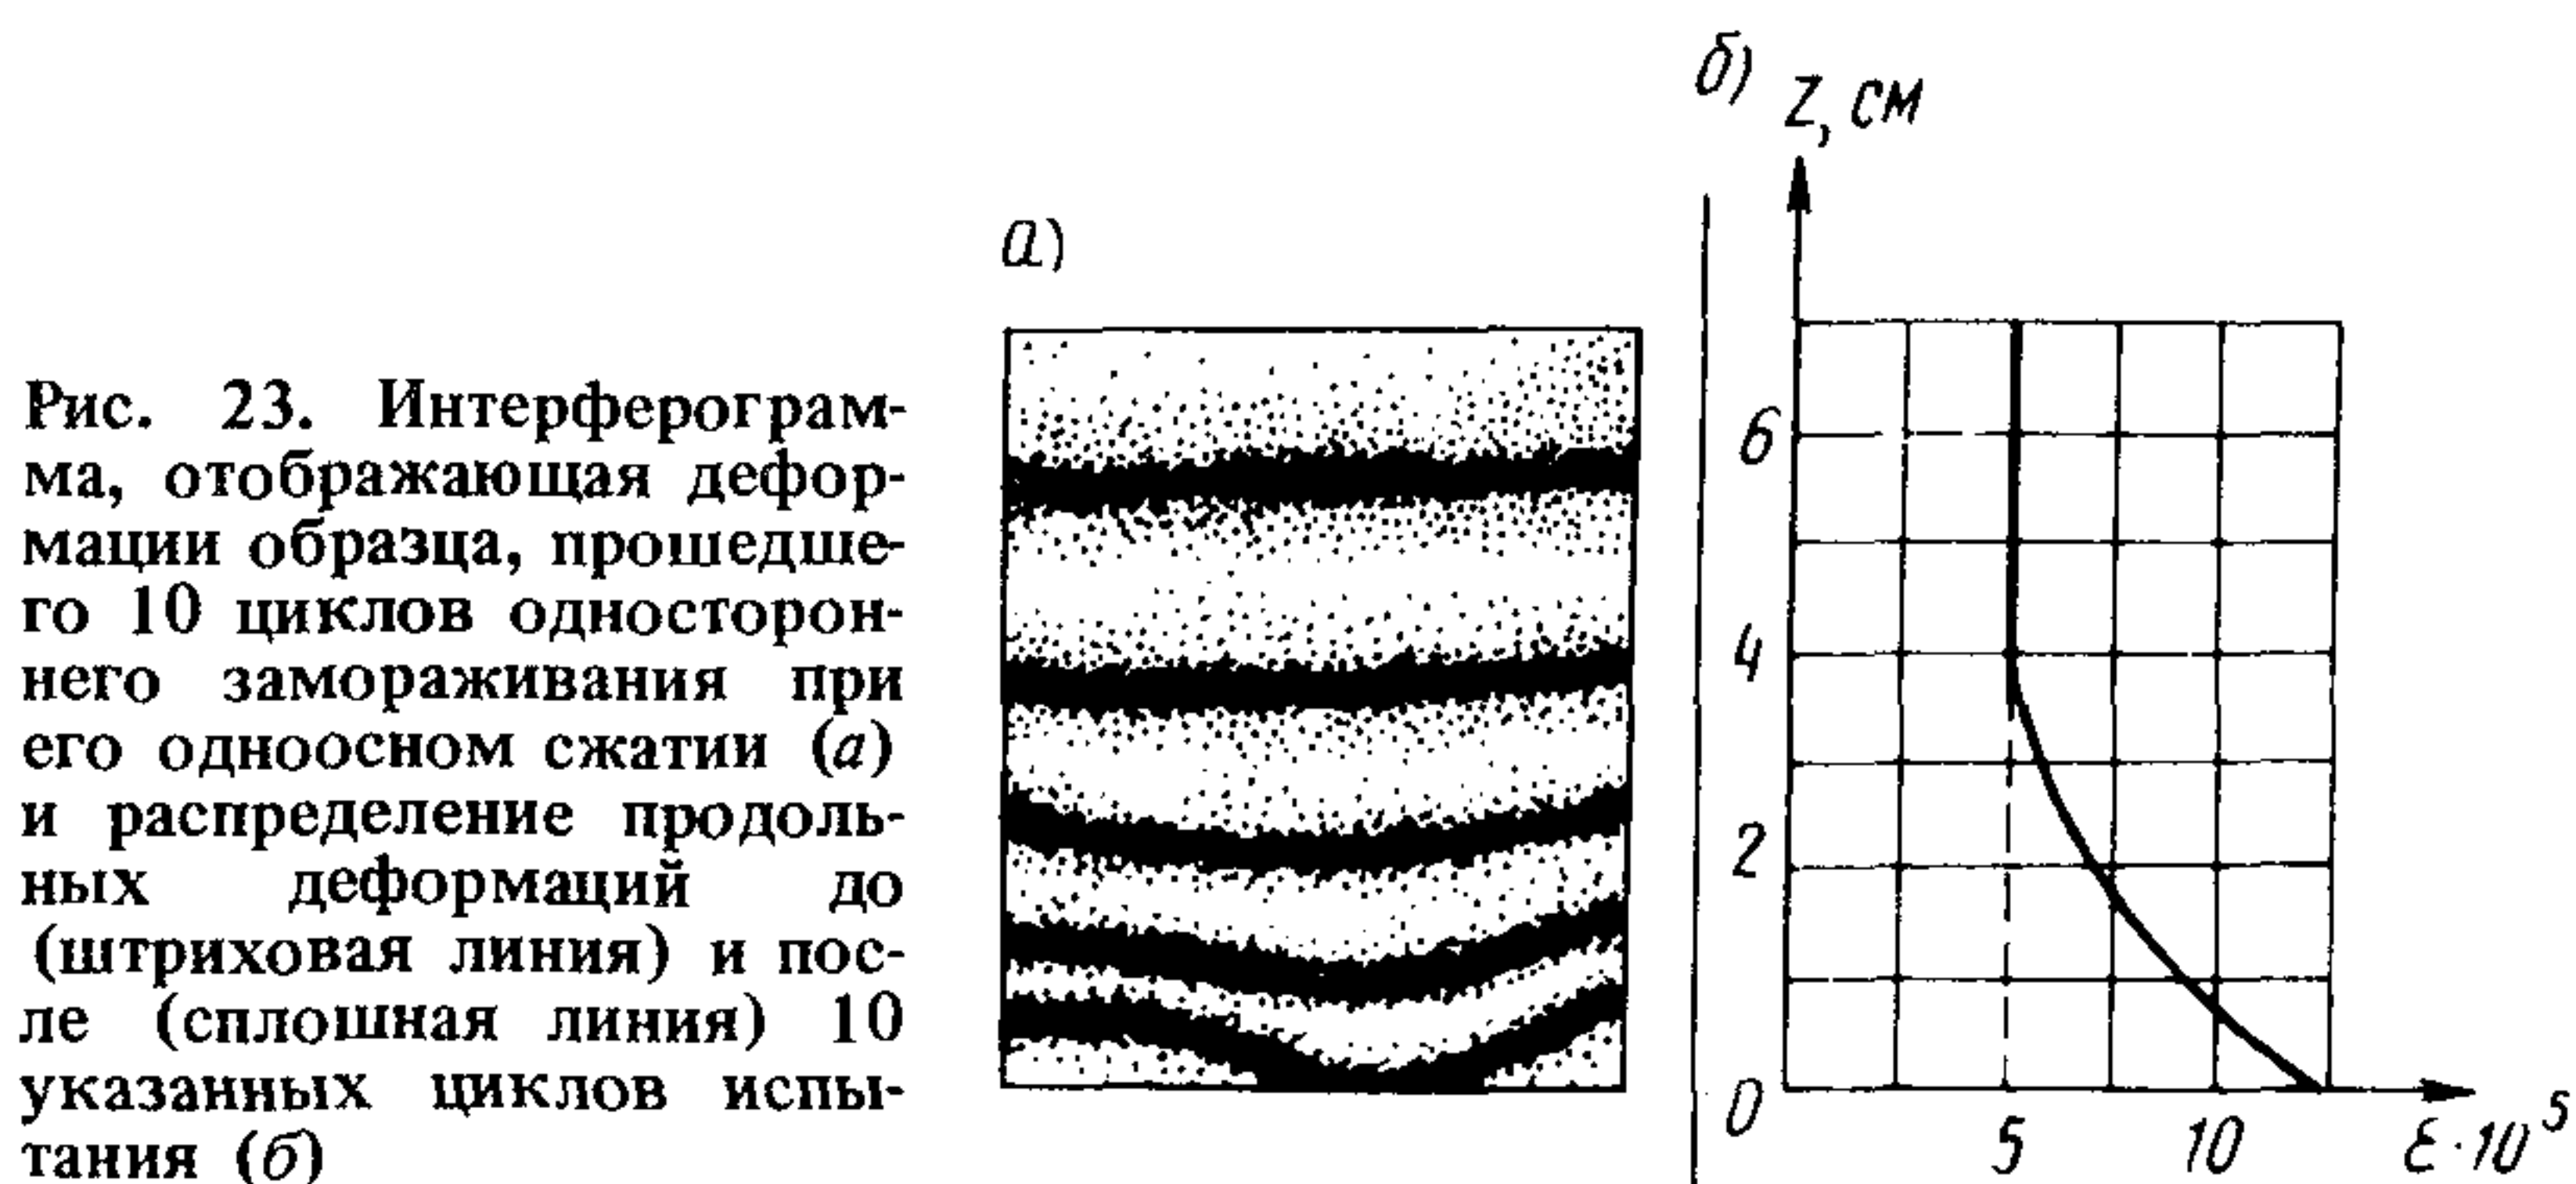 Рис. 23. Интерферограм-
ма, отображающая дефор-
мации образца, прошедше-
го 10 циклов односторон-
него замораживания при
его одноосном сжатии (а)
и распределение продоль-
ных деформаций до
(штриховая линия) и пос-
ле (сплошная линия) 10
указанных циклов испы-
тания (б)
а)
б)
Z, см
6
4
2
0
5
10
ε·10⁵